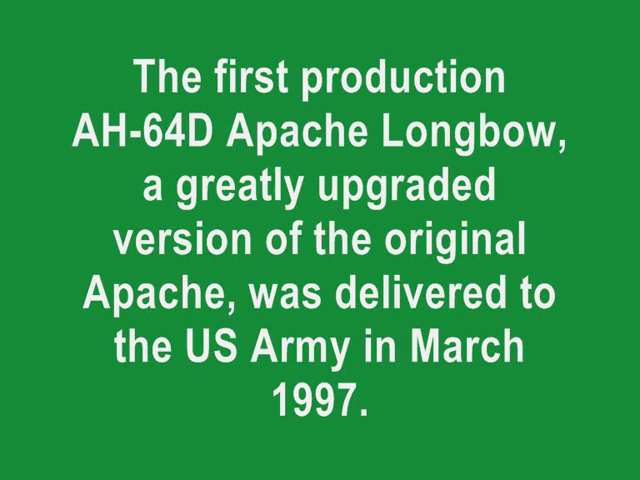 The first production
AH-64D Apache Longbow,
a greatly upgraded
version of the original
Apache, was delivered to
the US Army in March
1997.